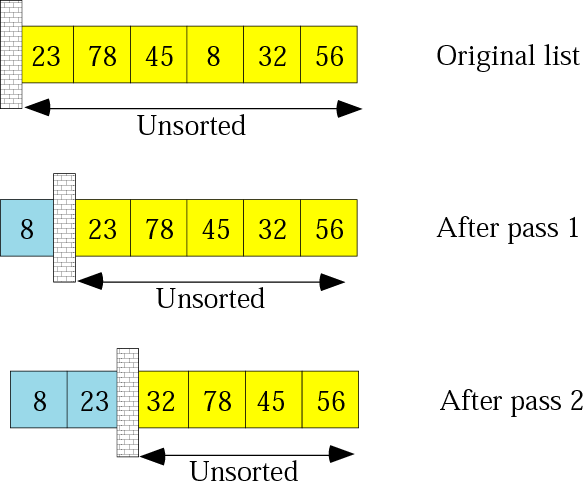 23 78 45 8 32 56 Original list
Unsorted
8 23 78 45 32 56 After pass 1
Unsorted
8 23 32 78 45 56 After pass 2
Unsorted